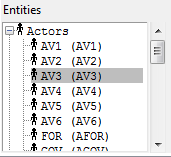 Entities
Actors
AV1 (AV1)
AV2 (AV2)
AV3 (AV3)
AV4 (AV4)
AV5 (AV5)
AV6 (AV6)
FOR (AFOR)